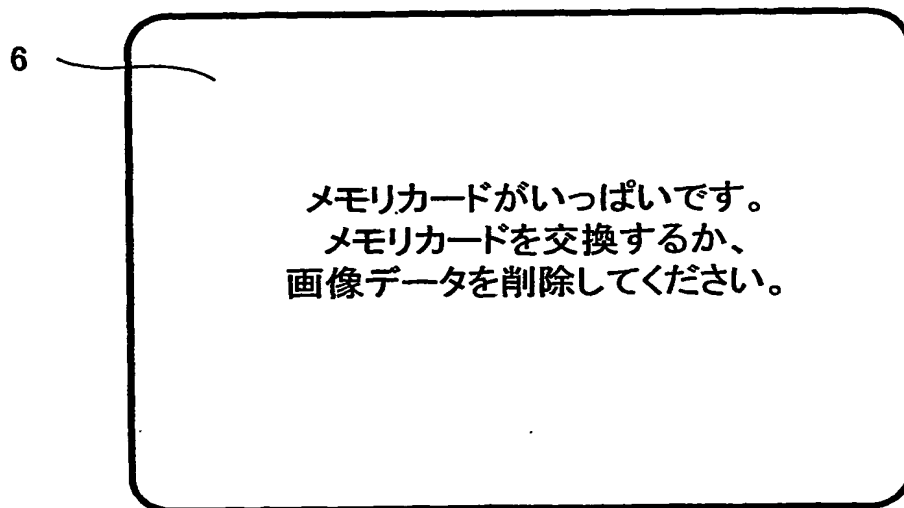 6
メモリカードがいっぱいです。
メモリカードを交換するか、
画像データを削除してください。